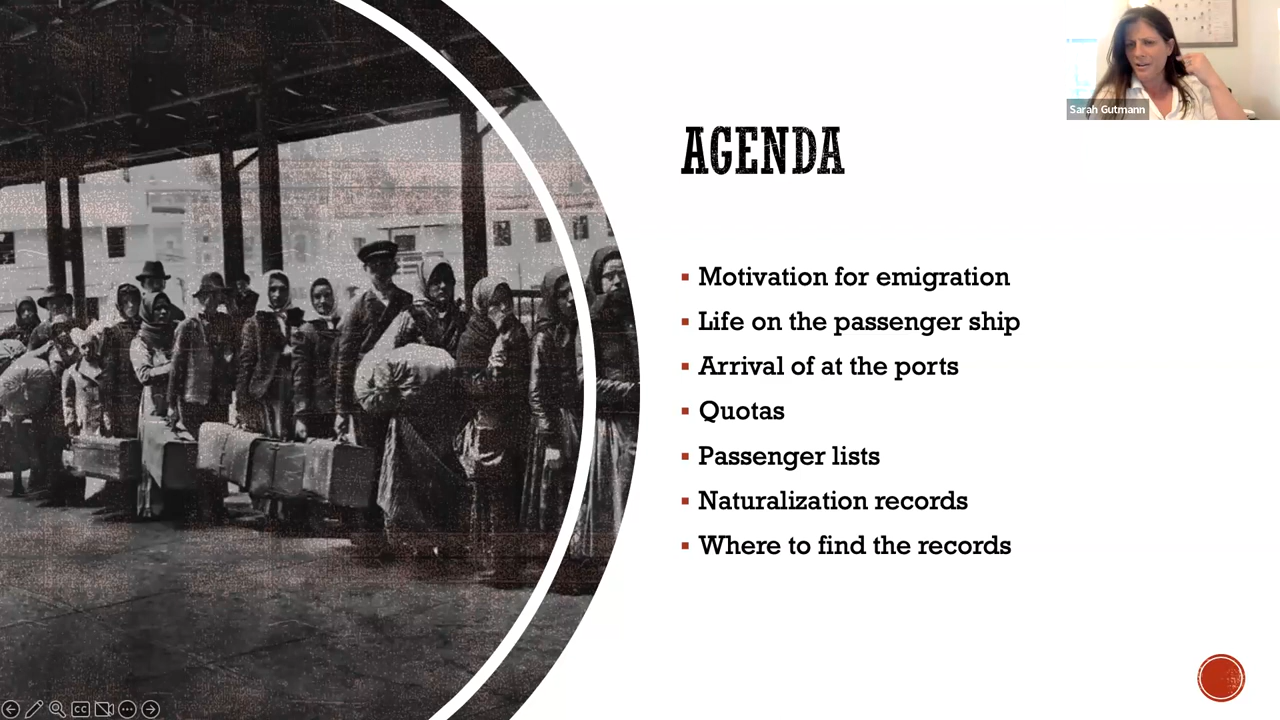 Sarah Gutmann
AGENDA
Motivation for emigration
Life on the passenger ship
Arrival of at the ports
Quotas
Passenger lists
Naturalization records
Where to find the records
CC